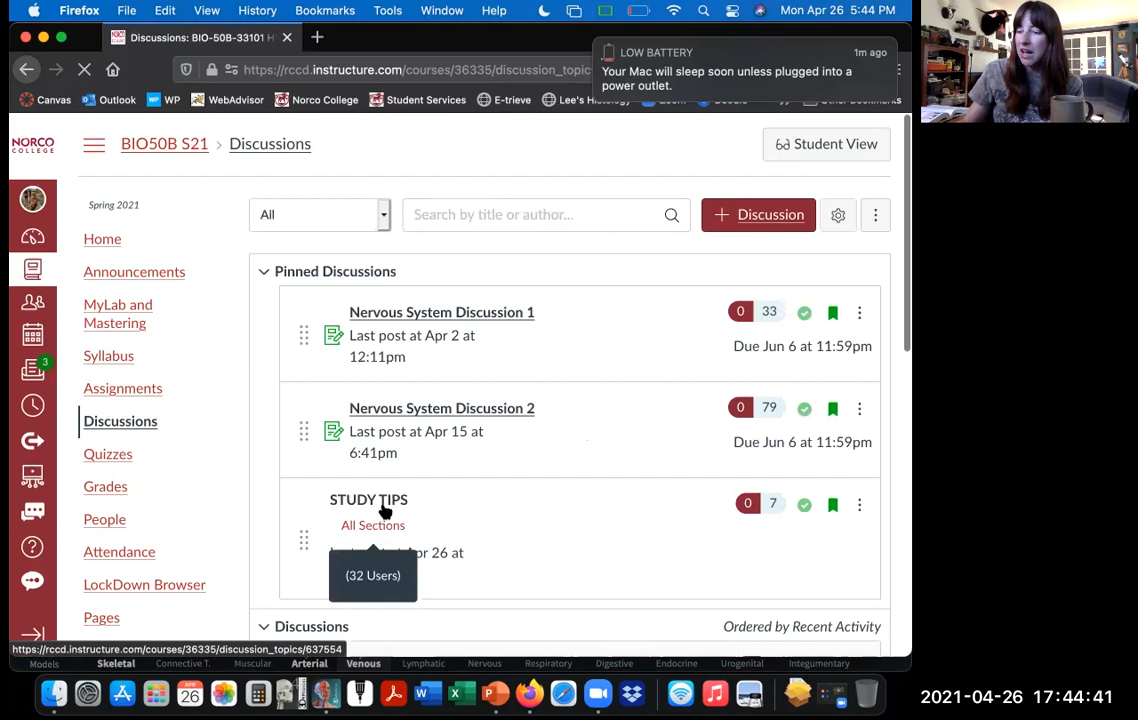 Firefox File Edit View History Bookmarks Tools Window Help Mon Apr 26 5:44 PM
Discussions: BIO-50B-33101 H
LOW BATTERY 1m ago
Your Mac will sleep soon unless plugged into a
power outlet.
https://rccd.instructure.com/courses/36335/discussion_topic
Canvas Outlook WP WebAdvisor Norco College Student Services E-trieve Lee's History
NORCO
COLLEGE
BIO50B S21 › Discussions
Student View
Spring 2021
All
Search by title or author...
+ Discussion
Home
Announcements
MyLab and
Mastering
Syllabus
Assignments
Discussions
Quizzes
Grades
People
Attendance
LockDown Browser
Pages
3
Pinned Discussions
Nervous System Discussion 1
Last post at Apr 2 at
12:11pm
0 33
Due Jun 6 at 11:59pm
Nervous System Discussion 2
Last post at Apr 15 at
6:41pm
0 79
Due Jun 6 at 11:59pm
STUDY TIPS
All Sections
Apr 26 at
(32 Users)
0 7
Discussions
Ordered by Recent Activity
https://rccd.instructure.com/courses/36335/discussion_topics/637554
Models Skeletal Connective T. Muscular Arterial Venous Lymphatic Nervous Respiratory Digestive Endocrine Urogenital Integumentary
APR
26
2021-04-26 17:44:41